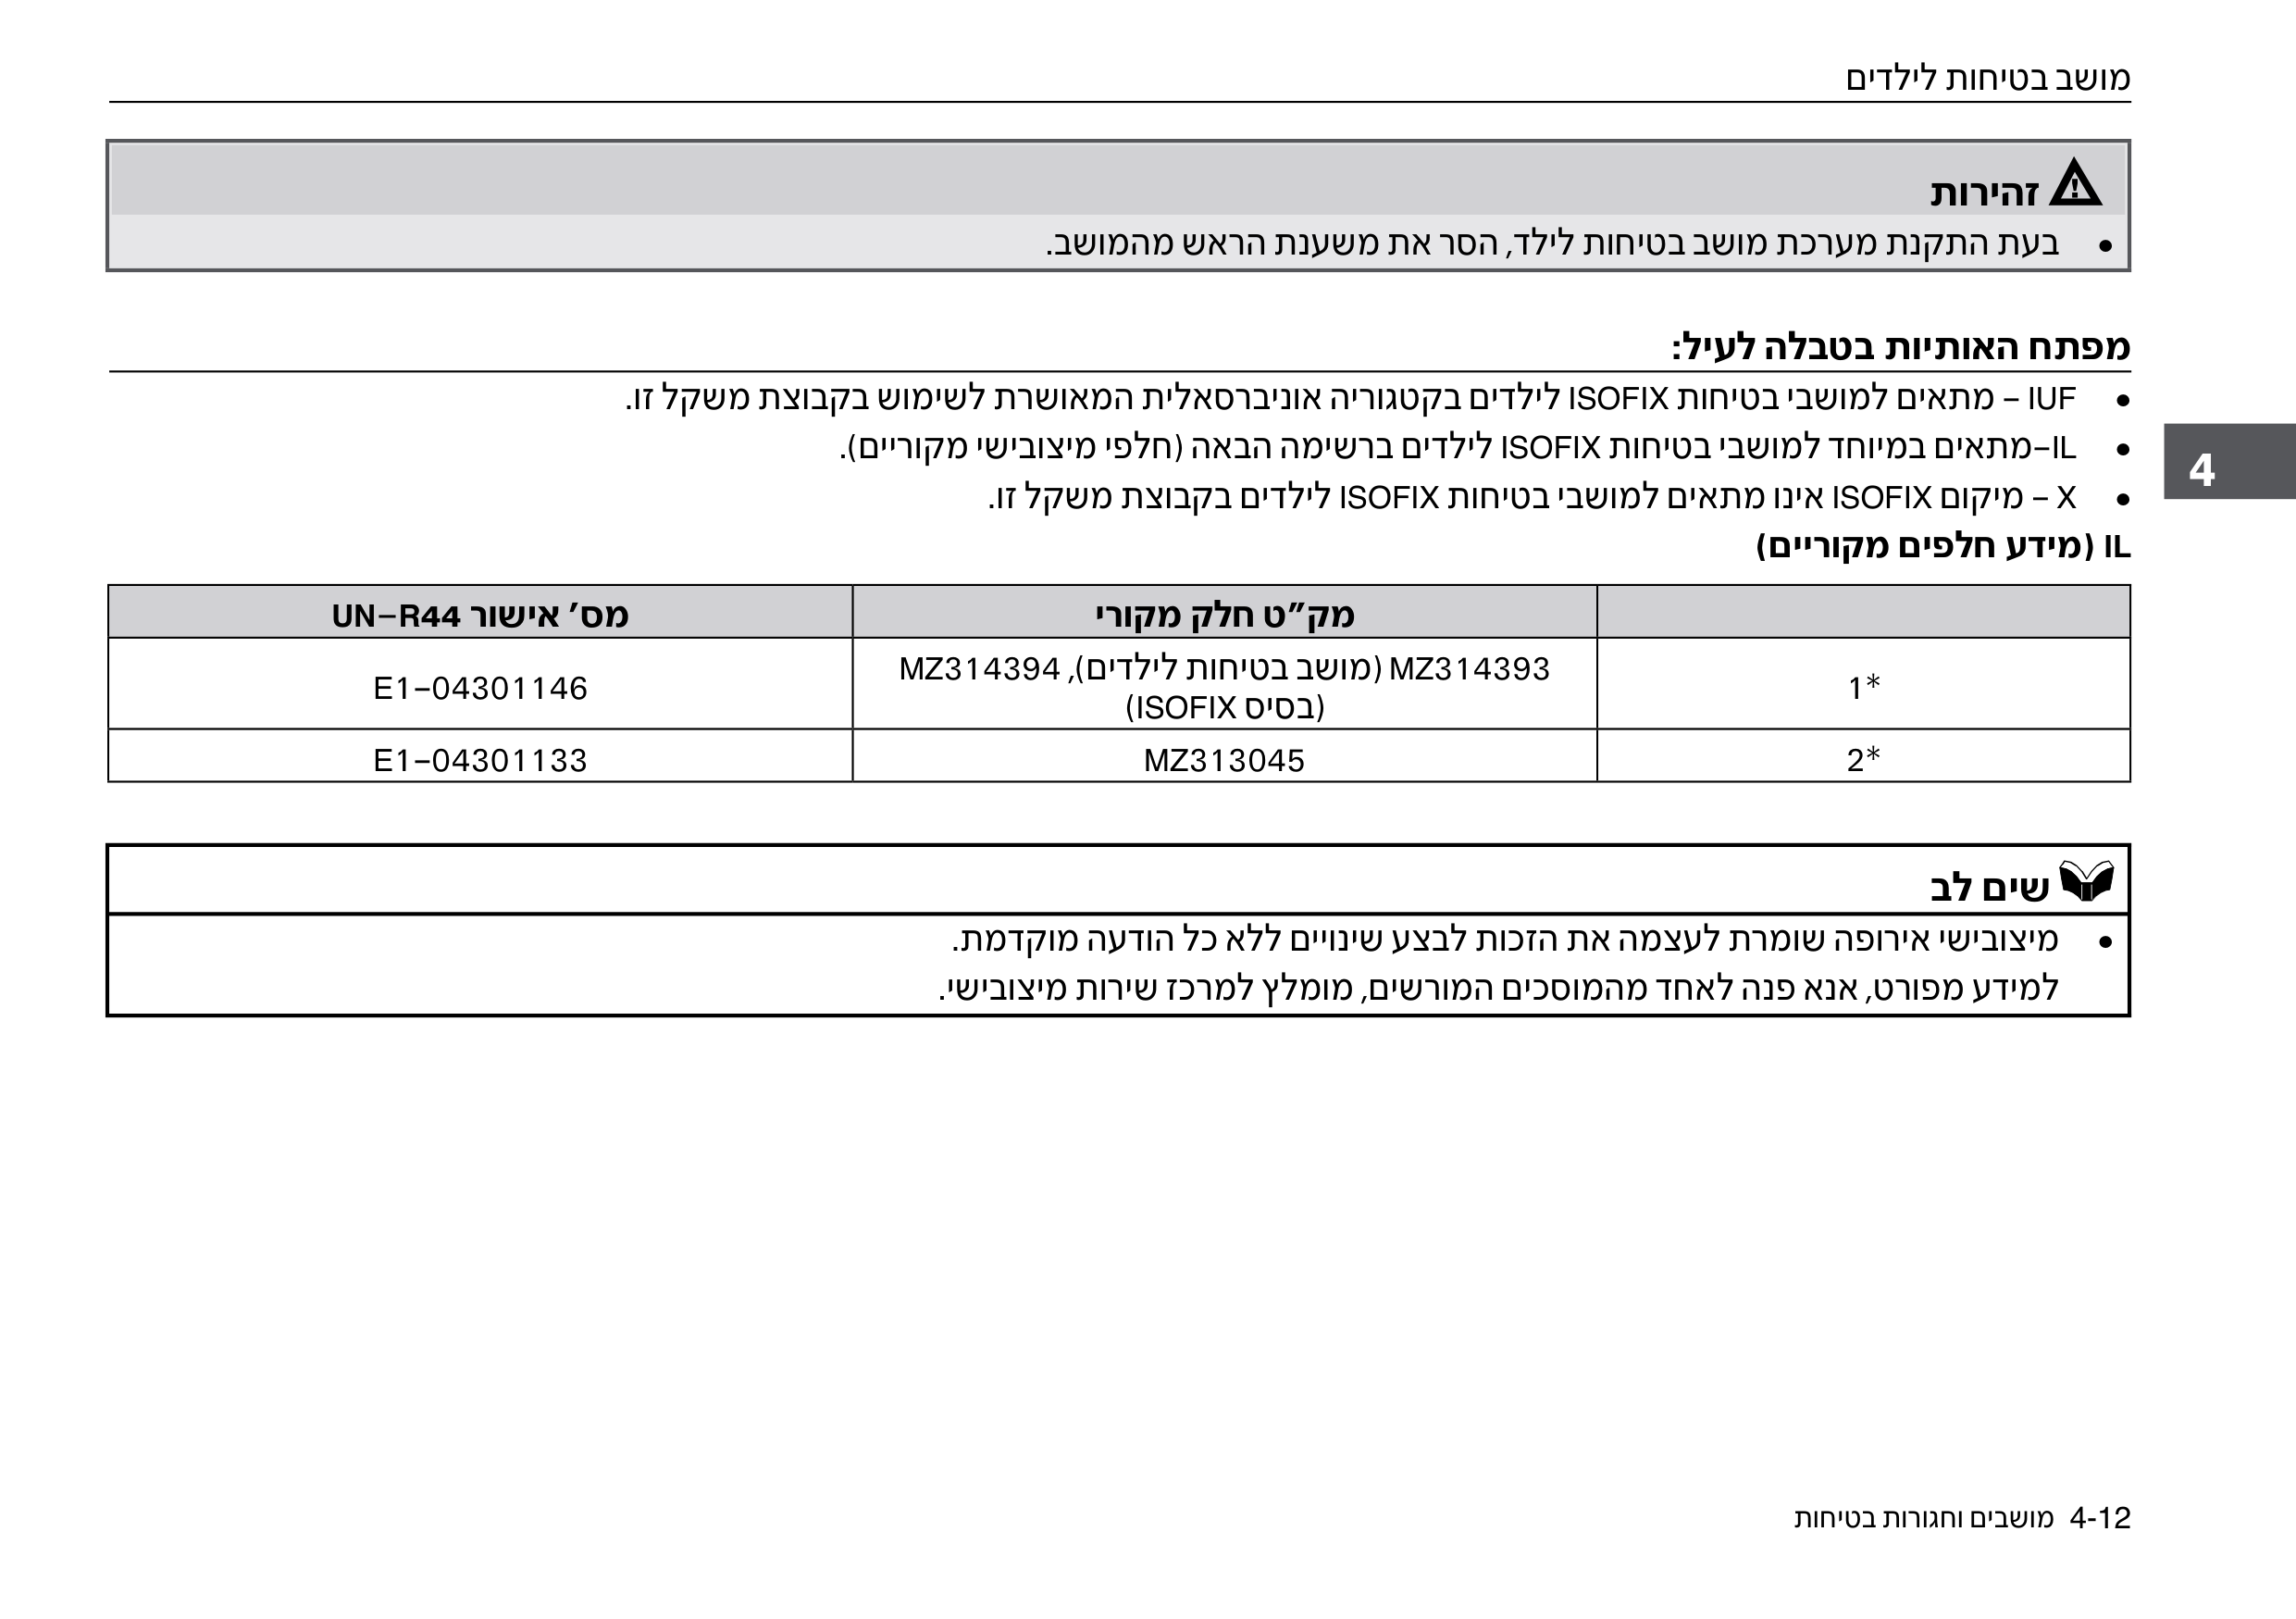 מושב בטיחות לילדים
זהירות
• בעת התקנת מערכת מושב בטיחות לילד, הסר את משענת הראש מהמושב.
מפתח האותיות בטבלה לעיל:
• IUF – מתאים למושבי בטיחות ISOFIX לילדים בקטגוריה אוניברסאלית המאושרת לשימוש בקבוצת משקל זו.
• IL–מתאים במיוחד למושבי בטיחות ISOFIX לילדים ברשימה הבאה (חלפי מיצובישי מקוריים).
• X – מיקום ISOFIX אינו מתאים למושבי בטיחות ISOFIX לילדים בקבוצת משקל זו.
4
IL (מידע חלפים מקוריים)
מק״ט חלק מקורי מס׳ אישור UN–R44
*1 MZ314393 (מושב בטיחות לילדים), MZ314394 E1–04301146
(בסיס ISOFIX)
*2 MZ313045 E1–04301133
שים לב
• מיצובישי אירופה שומרת לעצמה את הזכות לבצע שינויים ללא כל הודעה מוקדמת.
למידע מפורט, אנא פנה לאחד מהמוסכים המורשים, מומלץ למרכז שירות מיצובישי.
4-12 מושבים וחגורות בטיחות